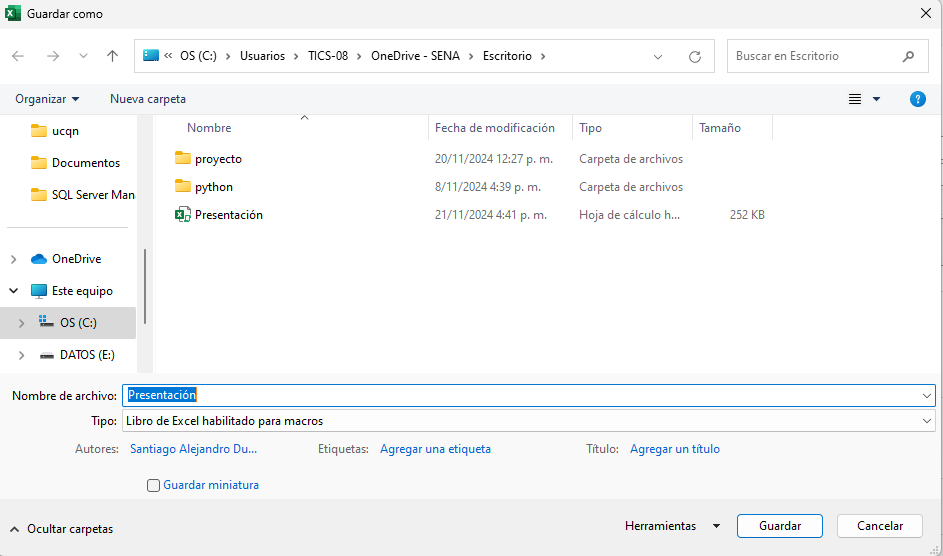 Guardar como
« OS (C:) > Usuarios > TICS-08 > OneDrive - SENA > Escritorio >
Buscar en Escritorio
Organizar
Nueva carpeta
?
ucqn
Documentos
SQL Server Man
OneDrive
Este equipo
OS (C:)
DATOS (E:)
Nombre Fecha de modificación Tipo Tamaño
proyecto 20/11/2024 12:27 p. m. Carpeta de archivos
python 8/11/2024 4:39 p. m. Carpeta de archivos
Presentación 21/11/2024 4:41 p. m. Hoja de cálculo h... 252 KB
Nombre de archivo: Presentación
Tipo: Libro de Excel habilitado para macros
Autores: Santiago Alejandro Du... Etiquetas: Agregar una etiqueta Título: Agregar un título
Guardar miniatura
Ocultar carpetas
Herramientas
Guardar
Cancelar